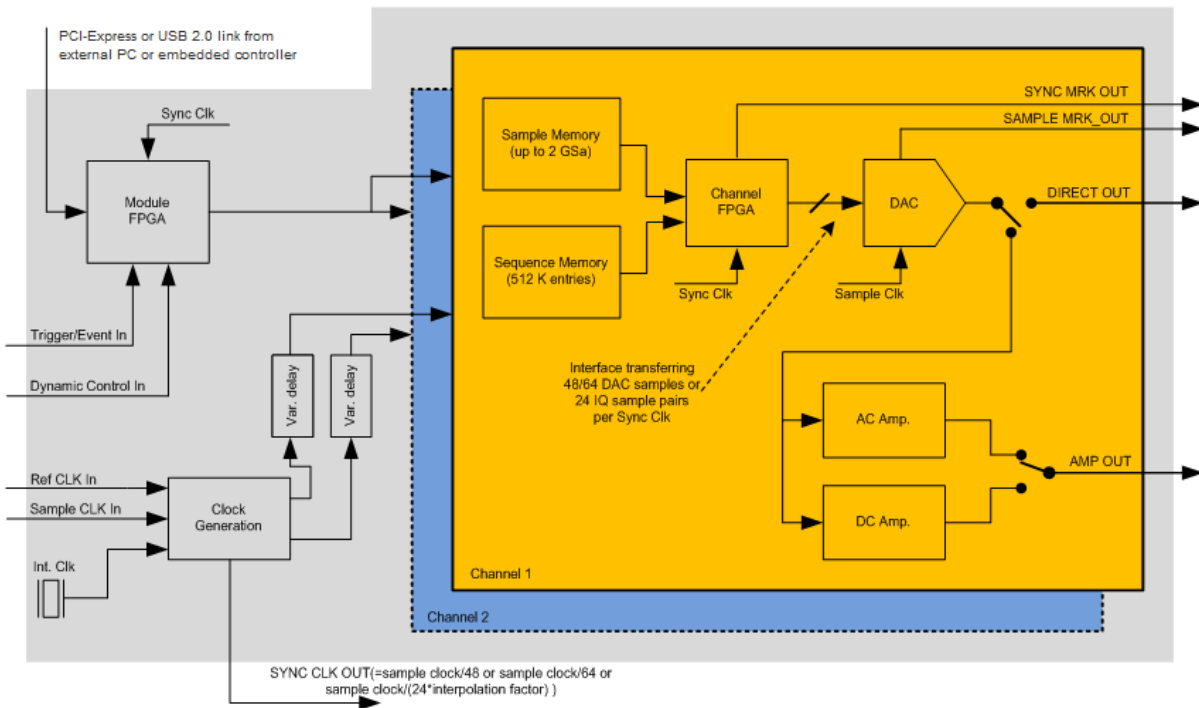 PCI-Express or USB 2.0 link from
external PC or embedded controller
Sync Clk
Module
FPGA
Trigger/Event In
Dynamic Control In
Var. delay
Var. delay
Ref CLK In
Sample CLK In
Int. Clk
Clock
Generation
SYNC CLK OUT(=sample clock/48 or sample clock/64 or
sample clock/(24*interpolation factor) )
Sample Memory
(up to 2 GSa)
Sequence Memory
(512 K entries)
Channel
FPGA
Sync Clk
DAC
Sample Clk
SYNC MRK OUT
SAMPLE MRK_OUT
DIRECT OUT
Interface transferring
48/64 DAC samples or
24 IQ sample pairs
per Sync Clk
AC Amp.
DC Amp.
AMP OUT
Channel 1
Channel 2